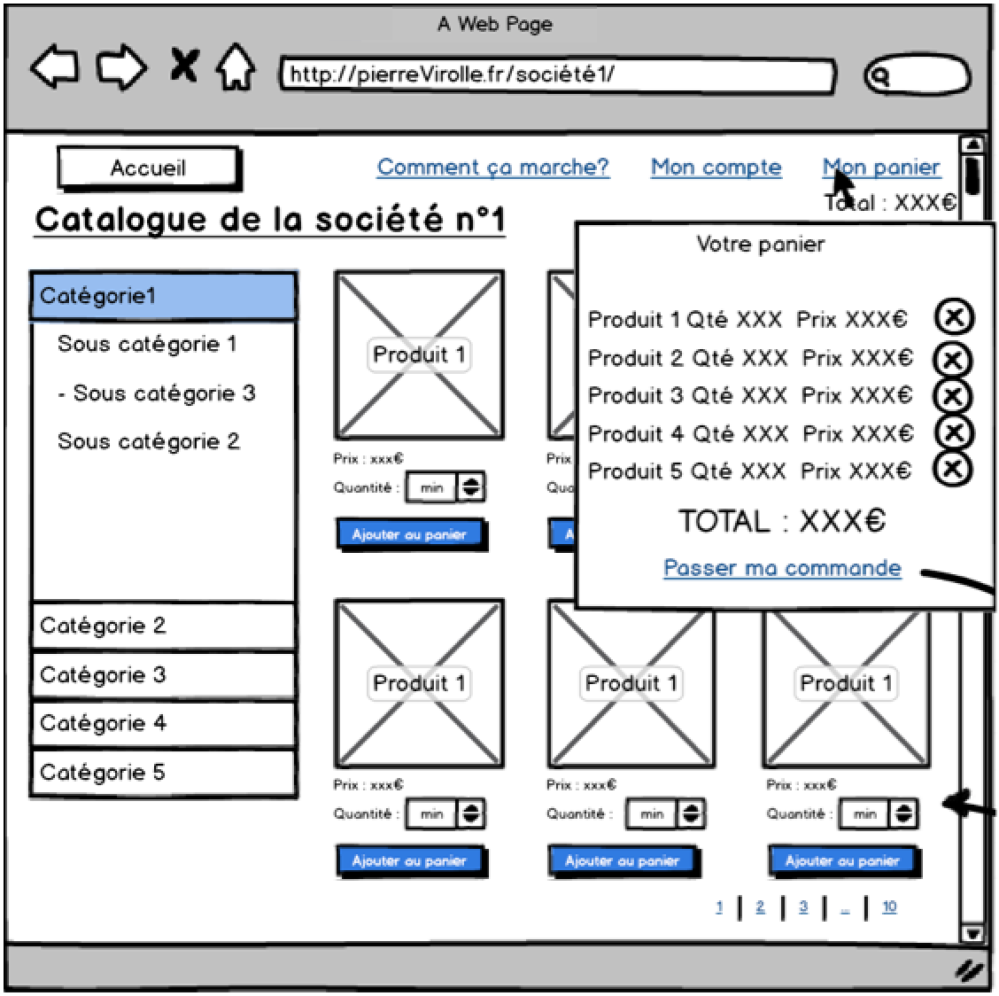 A Web Page
http://pierreVirolle.fr/société1/
Accueil
Comment ça marche?
Mon compte
Mon panier
Total : XXX€
Catalogue de la société n°1
Catégorie1
Sous catégorie 1
- Sous catégorie 3
Sous catégorie 2
Catégorie 2
Catégorie 3
Catégorie 4
Catégorie 5
Produit 1
Prix : xxx€
Quantité : min
Ajouter au panier
Prix
Qua
A
Votre panier
Produit 1 Qté XXX Prix XXX€
Produit 2 Qté XXX Prix XXX€
Produit 3 Qté XXX Prix XXX€
Produit 4 Qté XXX Prix XXX€
Produit 5 Qté XXX Prix XXX€
TOTAL : XXX€
Passer ma commande
Produit 1
Prix : xxx€
Quantité : min
Ajouter au panier
Produit 1
Prix : xxx€
Quantité : min
Ajouter au panier
Produit 1
Prix : xxx€
Quantité : min
Ajouter au panier
1 | 2 | 3 | ... | 10